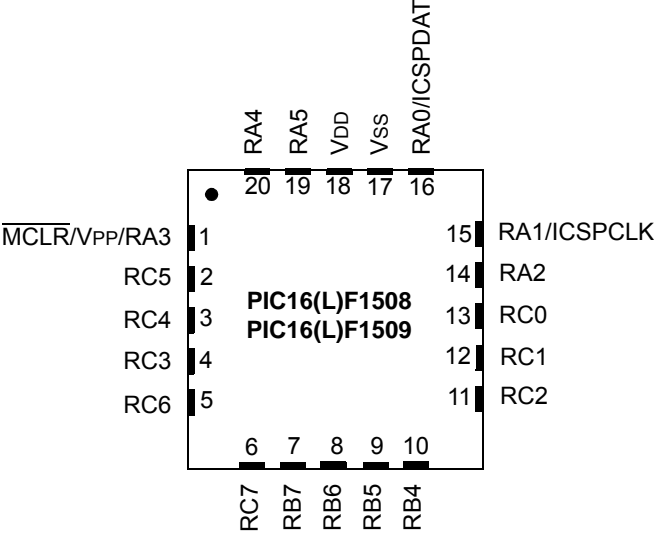 RA4
RA5
VDD
VSS
RA0/ICSPDAT
20
19
18
17
16
MCLR/VPP/RA3 1
15 RA1/ICSPCLK
RC5 2
14 RA2
RC4 3
13 RC0
RC3 4
12 RC1
RC6 5
11 RC2
PIC16(L)F1508
PIC16(L)F1509
6
7
8
9
10
RC7
RB7
RB6
RB5
RB4